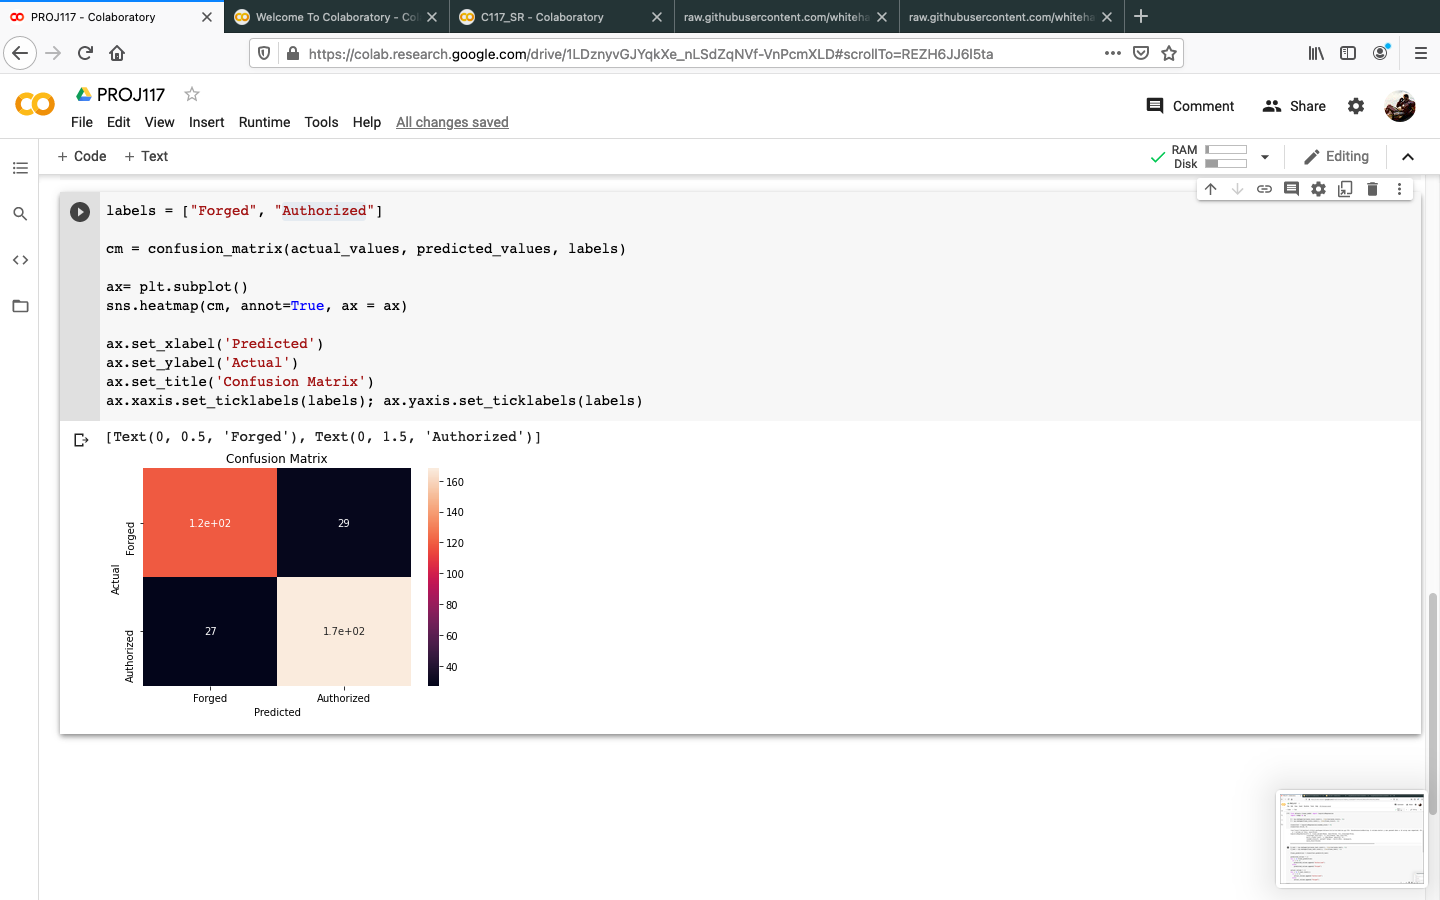 PROJ117 - Colaboratory
Welcome To Colaboratory - Co
C117_SR - Colaboratory
raw.githubusercontent.com/whiteha
raw.githubusercontent.com/whiteha
https://colab.research.google.com/drive/1LDznyvGJYqkXe_nLSdZqNVf-VnPcmXLD#scrollTo=REZH6JJ6I5ta
PROJ117
Comment
Share
File Edit View Insert Runtime Tools Help All changes saved
+ Code + Text
RAM
Disk
Editing
labels = ["Forged", "Authorized"]
cm = confusion_matrix(actual_values, predicted_values, labels)
ax= plt.subplot()
sns.heatmap(cm, annot=True, ax = ax)
ax.set_xlabel('Predicted')
ax.set_ylabel('Actual')
ax.set_title('Confusion Matrix')
ax.xaxis.set_ticklabels(labels); ax.yaxis.set_ticklabels(labels)
[Text(0, 0.5, 'Forged'), Text(0, 1.5, 'Authorized')]
Confusion Matrix
Actual
Forged
Authorized
1.2e+02
29
27
1.7e+02
160
140
120
100
80
60
40
Forged
Authorized
Predicted